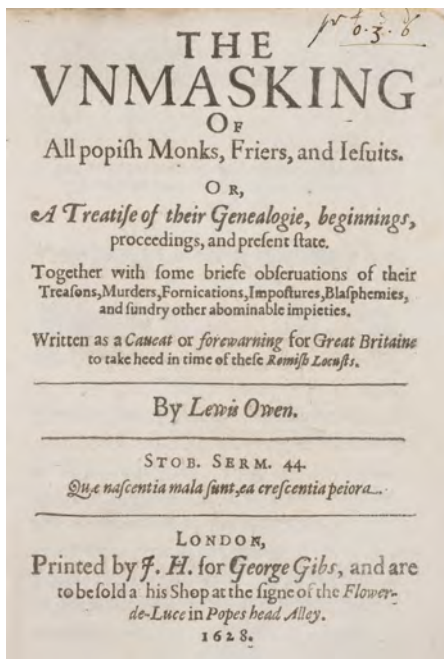 0. 3. 6
THE
VNMASKING
OF
All popiſh Monks, Friers, and Ieſuits.
OR,
A Treatiſe of their Genealogie, beginnings,
proceedings, and preſent ſtate.
Together with ſome briefe obſeruations of their
Treaſons,Murders,Fornications,Impoſtures,Blaſphemies,
and ſundry other abominable impieties.
Written as a Caueat or forewarning for Great Britaine
to take heed in time of theſe Romiſh Locuſts.
By Lewis Owen.
STOB. SERM. 44.
Quæ naſcentia mala ſunt,ea creſcentia peiora.
LONDON,
Printed by J. H. for George Gibs, and are
to be ſold a his Shop at the ſigne of the Flower-
de-Luce in Popes head Alley.
1628.